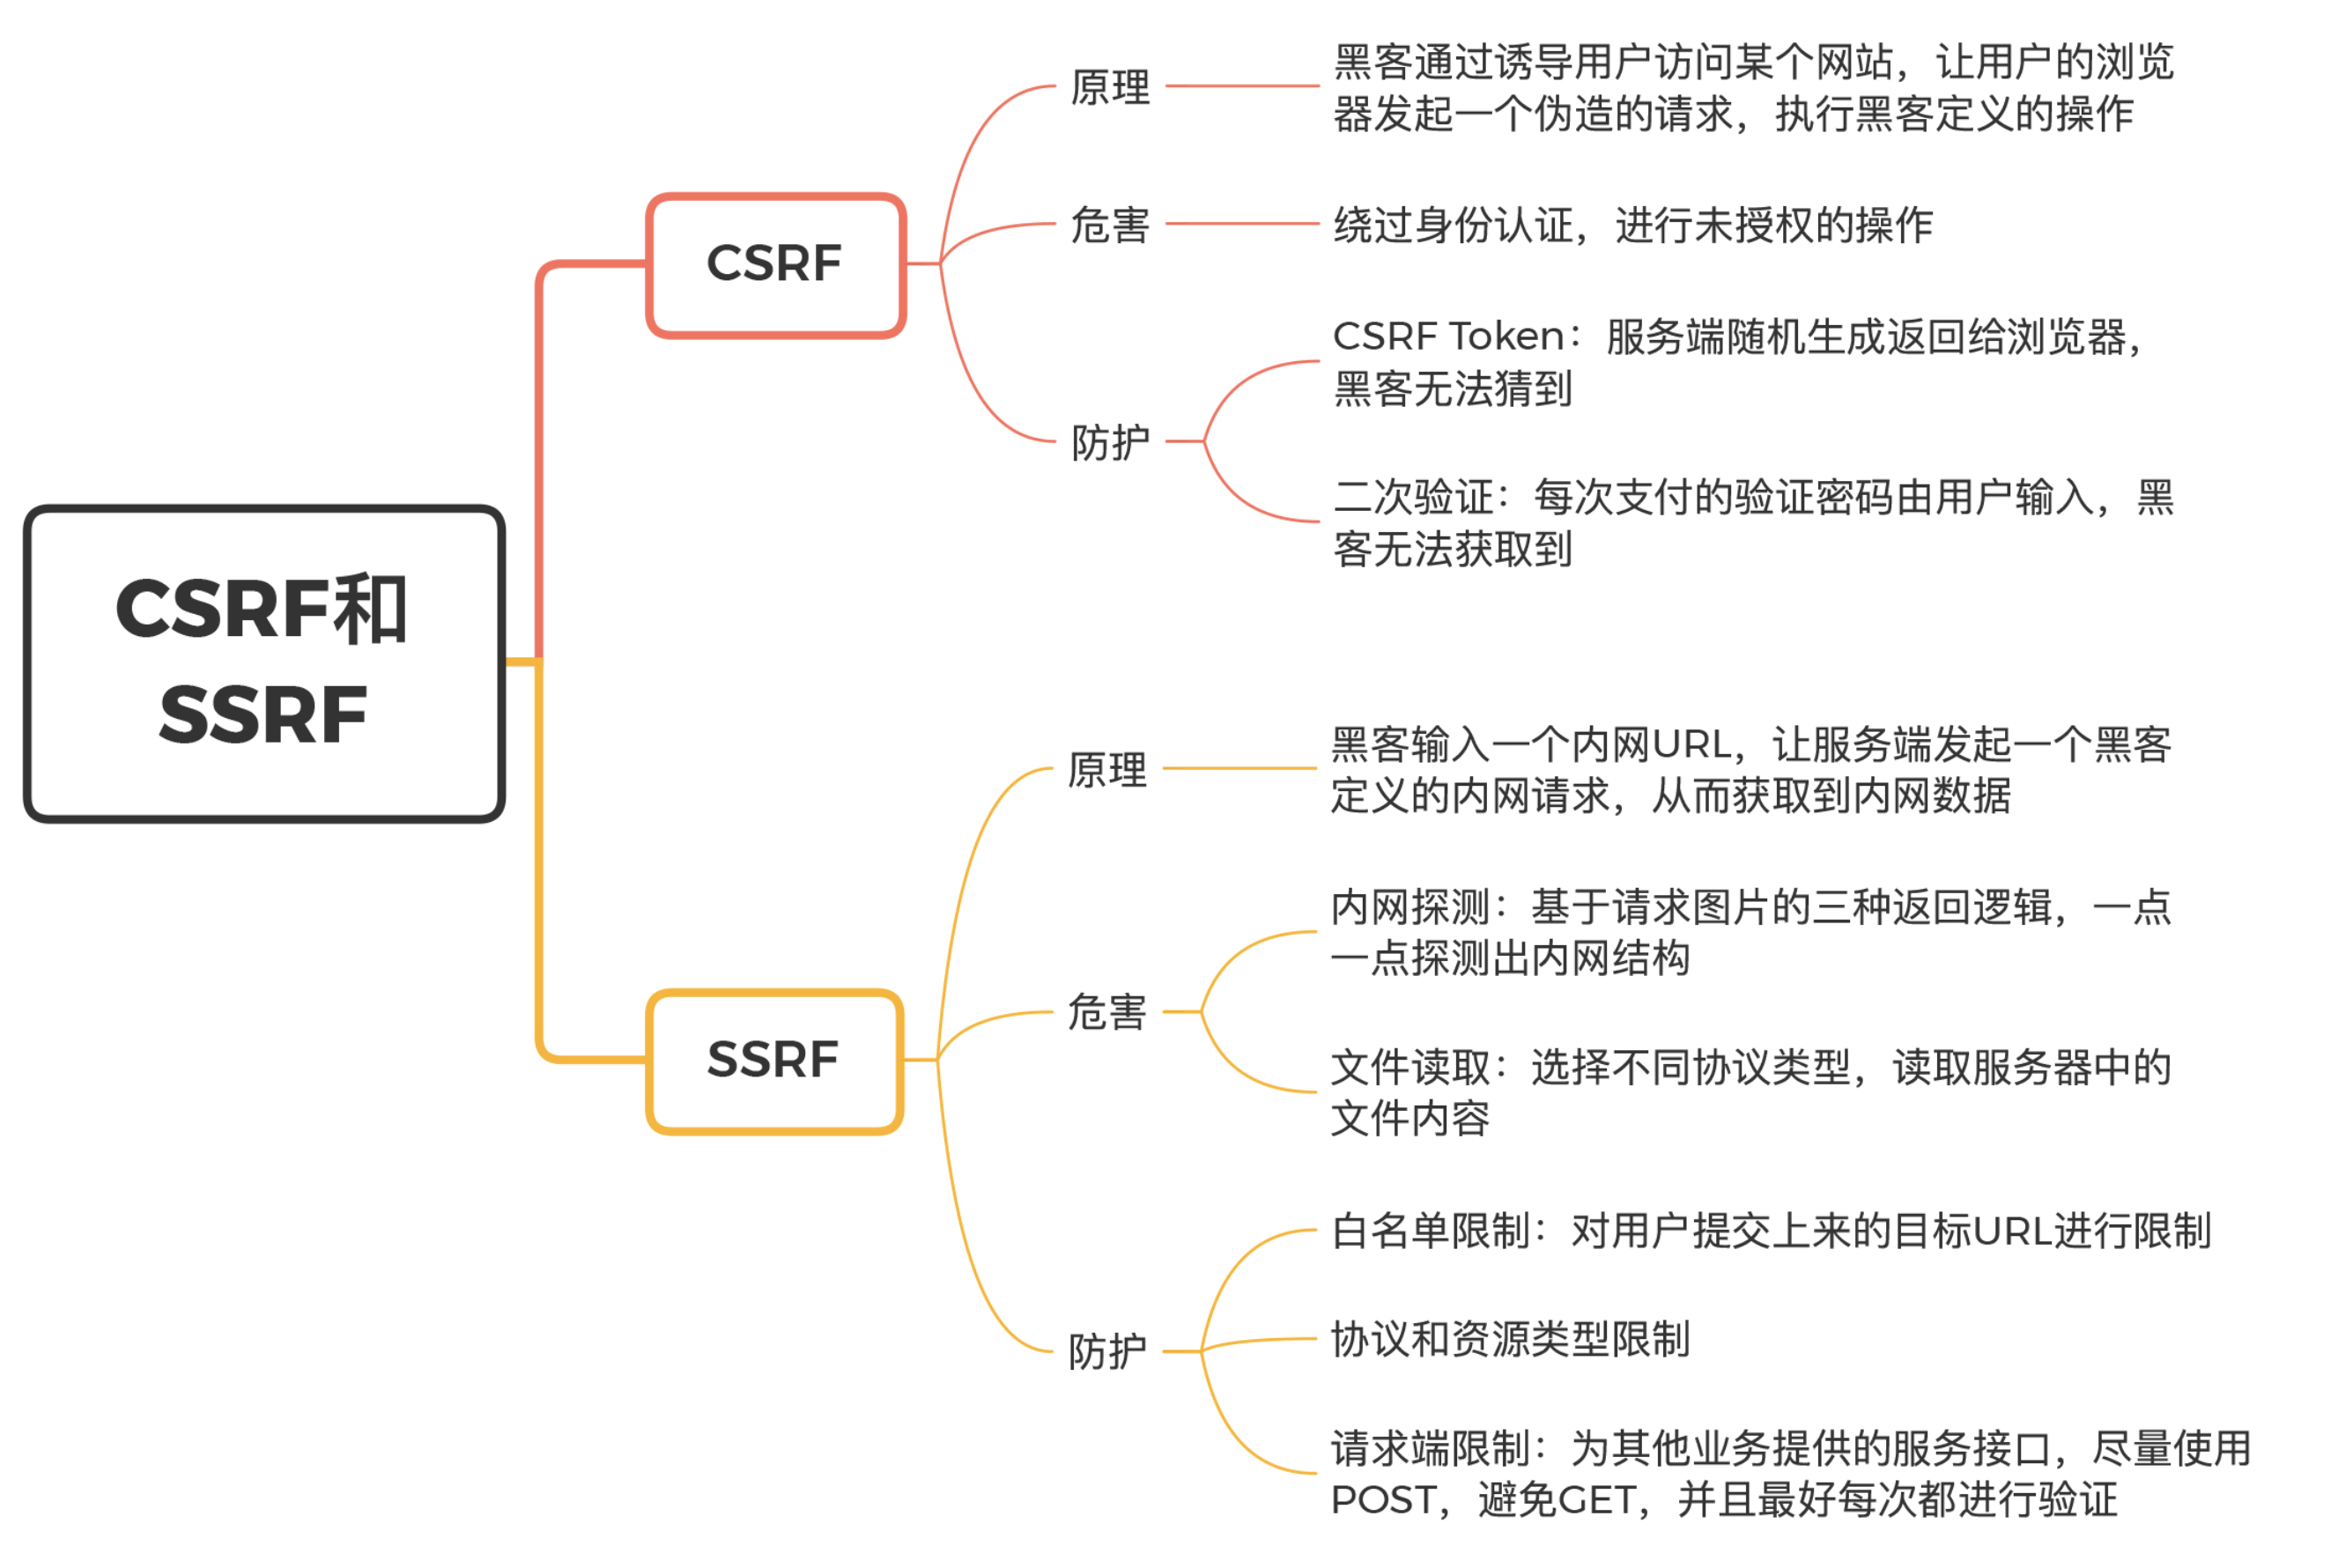 CSRF和
SSRF
CSRF
原理
黑客通过诱导用户访问某个网站，让用户的浏览
器发起一个伪造的请求，执行黑客定义的操作
危害
绕过身份认证，进行未授权的操作
防护
CSRF Token：服务端随机生成返回给浏览器，
黑客无法猜到
二次验证：每次支付的验证密码由用户输入，黑
客无法获取到
SSRF
原理
黑客输入一个内网URL，让服务端发起一个黑客
定义的内网请求，从而获取到内网数据
危害
内网探测：基于请求图片的三种返回逻辑，一点
一点探测出内网结构
文件读取：选择不同协议类型，读取服务器中的
文件内容
防护
白名单限制：对用户提交上来的目标URL进行限制
协议和资源类型限制
请求端限制：为其他业务提供的服务接口，尽量使用
POST，避免GET，并且最好每次都进行验证